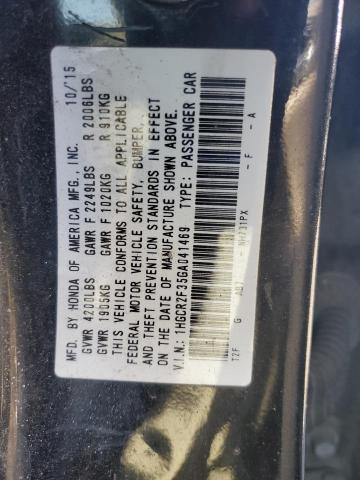 MFD. BY HONDA OF AMERICA MFG., INC. 10/15
GVWR 4200LBS GAWR F 2249LBS R 2006LBS
GVWR 1905KG GAWR F 1020KG R 910KG
THIS VEHICLE CONFORMS TO ALL APPLICABLE
FEDERAL MOTOR VEHICLE SAFETY, BUMPER,
AND THEFT PREVENTION STANDARDS IN EFFECT
ON THE DATE OF MANUFACTURE SHOWN ABOVE.
V.I.N.: 1HGCR2F35GA041469 TYPE: PASSENGER CAR
G NH731PX - F - A
T2F